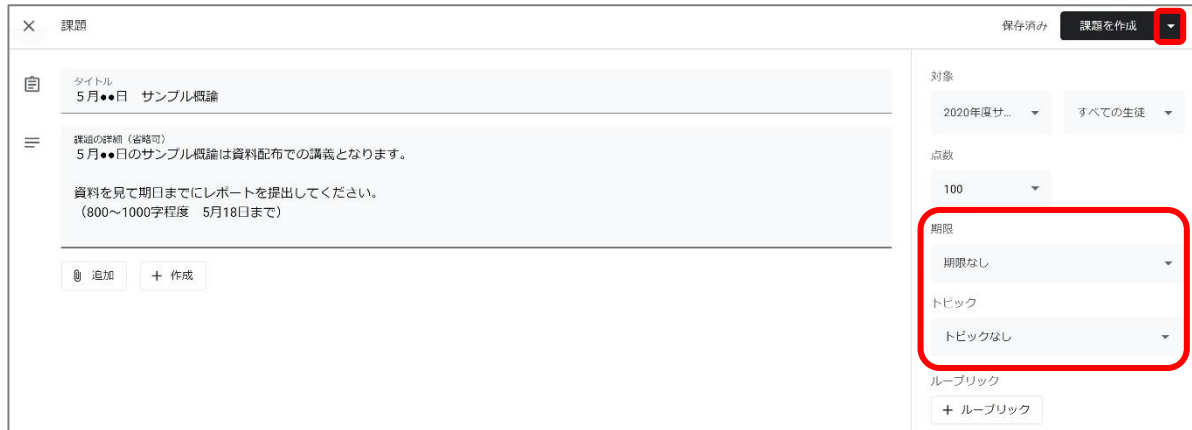 課題
保存済み
課題を作成
タイトル
５月●●日　サンプル概論
課題の詳細（省略可）
５月●●日のサンプル概論は資料配布での講義となります。
資料を見て期日までにレポートを提出してください。
（800～1000字程度　5月18日まで）
追加
作成
対象
2020年度サ...
すべての生徒
点数
100
期限
期限なし
トピック
トピックなし
ルーブリック
+ ルーブリック